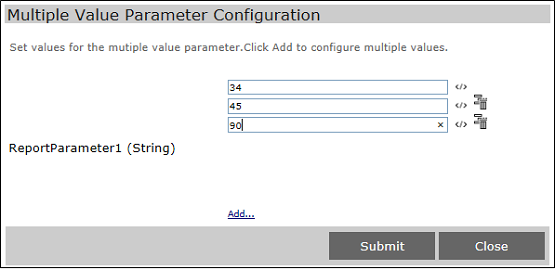 Multiple Value Parameter Configuration
Set values for the mutiple value parameter.Click Add to configure multiple values.
34
45
90
ReportParameter1 (String)
Add...
Submit
Close